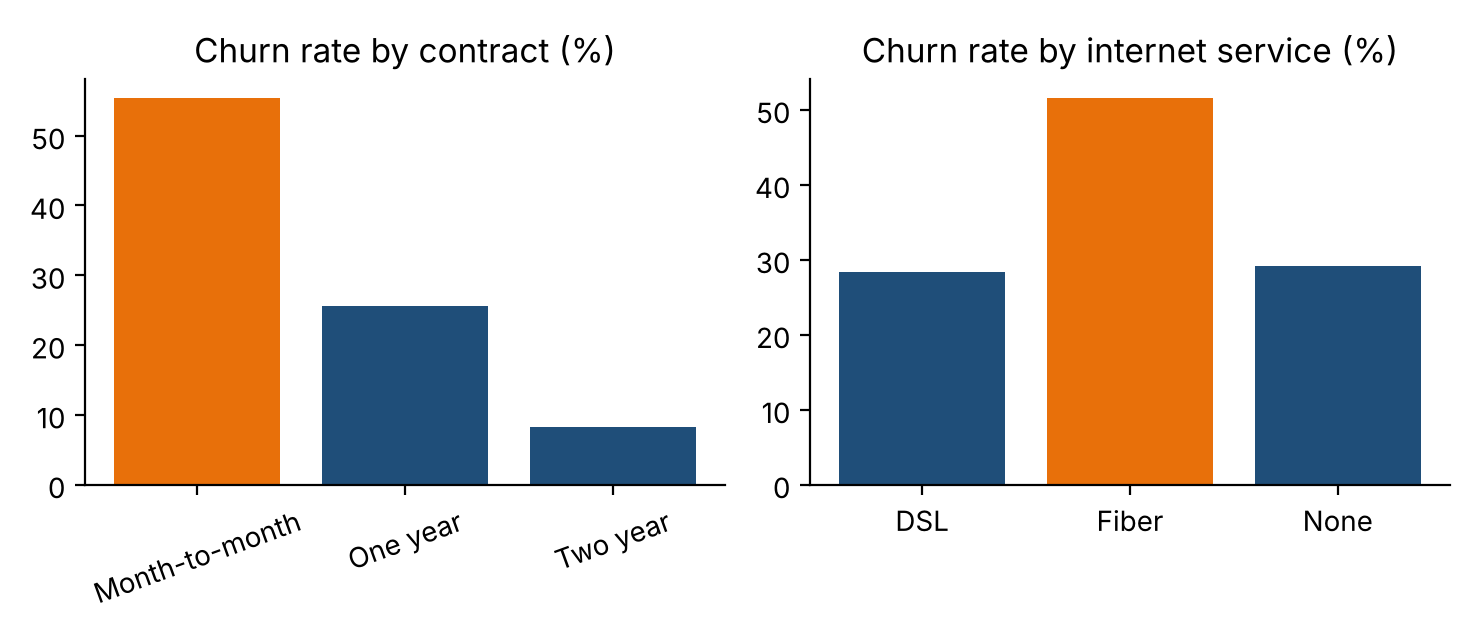 Churn rate by contract (%)
50
40
30
20
10
0
Month-to-month
One year
Two year
Churn rate by internet service (%)
50
40
30
20
10
0
DSL
Fiber
None